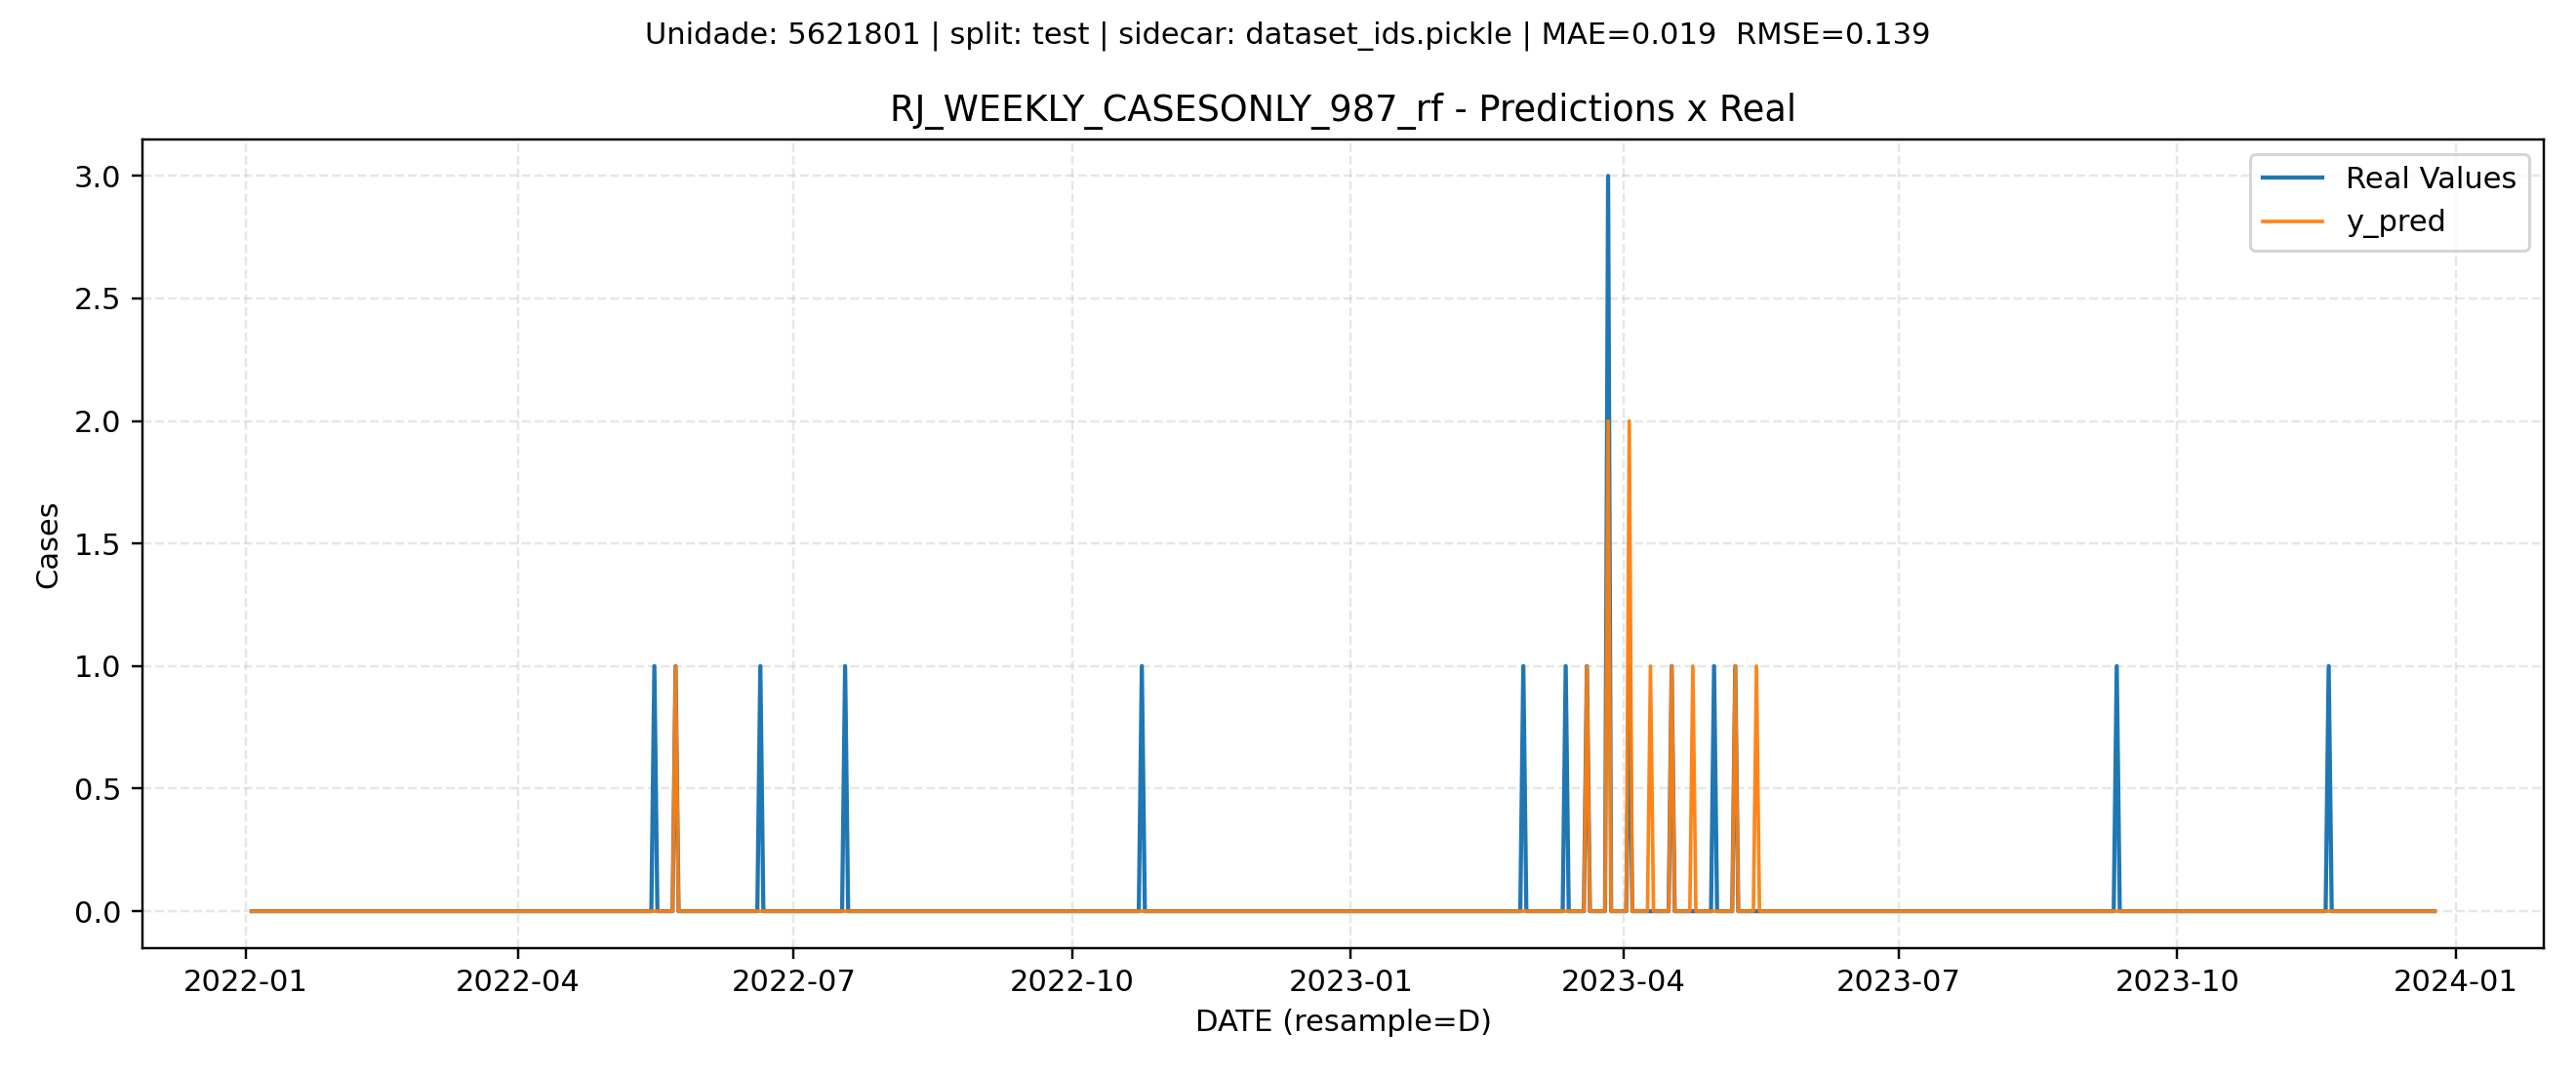 Unidade: 5621801 | split: test | sidecar: dataset_ids.pickle | MAE=0.019  RMSE=0.139
RJ_WEEKLY_CASESONLY_987_rf - Predictions x Real
Real Values
y_pred
3.0
2.5
2.0
1.5
1.0
0.5
0.0
Cases
2022-01 2022-04 2022-07 2022-10 2023-01 2023-04 2023-07 2023-10 2024-01
DATE (resample=D)